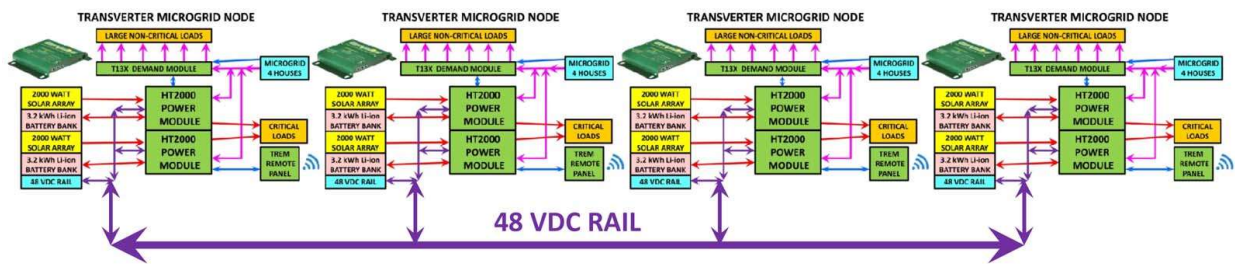 TRANSVERTER MICROGRID NODE
LARGE NON-CRITICAL LOADS
T13X DEMAND MODULE
MICROGRID
4 HOUSES
2000 WATT
SOLAR ARRAY
3.2 kWh Li-ion
BATTERY BANK
2000 WATT
SOLAR ARRAY
3.2 kWh Li-ion
BATTERY BANK
48 VDC RAIL
HT2000
POWER
MODULE
HT2000
POWER
MODULE
CRITICAL
LOADS
TREM
REMOTE
PANEL
TRANSVERTER MICROGRID NODE
LARGE NON-CRITICAL LOADS
T13X DEMAND MODULE
MICROGRID
4 HOUSES
2000 WATT
SOLAR ARRAY
3.2 kWh Li-ion
BATTERY BANK
2000 WATT
SOLAR ARRAY
3.2 kWh Li-ion
BATTERY BANK
48 VDC RAIL
HT2000
POWER
MODULE
HT2000
POWER
MODULE
CRITICAL
LOADS
TREM
REMOTE
PANEL
TRANSVERTER MICROGRID NODE
LARGE NON-CRITICAL LOADS
T13X DEMAND MODULE
MICROGRID
4 HOUSES
2000 WATT
SOLAR ARRAY
3.2 kWh Li-ion
BATTERY BANK
2000 WATT
SOLAR ARRAY
3.2 kWh Li-ion
BATTERY BANK
48 VDC RAIL
HT2000
POWER
MODULE
HT2000
POWER
MODULE
CRITICAL
LOADS
TREM
REMOTE
PANEL
TRANSVERTER MICROGRID NODE
LARGE NON-CRITICAL LOADS
T13X DEMAND MODULE
MICROGRID
4 HOUSES
2000 WATT
SOLAR ARRAY
3.2 kWh Li-ion
BATTERY BANK
2000 WATT
SOLAR ARRAY
3.2 kWh Li-ion
BATTERY BANK
48 VDC RAIL
HT2000
POWER
MODULE
HT2000
POWER
MODULE
CRITICAL
LOADS
TREM
REMOTE
PANEL
48 VDC RAIL